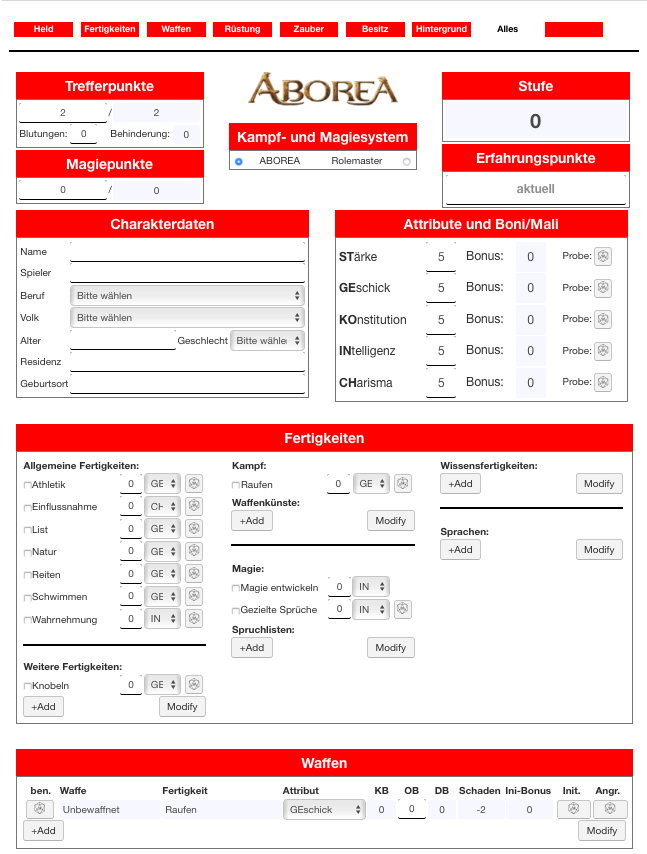 Held Fertigkeiten Waffen Rüstung Zauber Besitz Hintergrund Alles
Trefferpunkte
2 / 2
Blutungen: 0 Behinderung: 0
Magiepunkte
0 / 0
ABOREA
Kampf- und Magiesystem
ABOREA Rolemaster
Stufe
0
Erfahrungspunkte
aktuell
Charakterdaten
Name
Spieler
Beruf Bitte wählen
Volk Bitte wählen
Alter Geschlecht Bitte wähle
Residenz
Geburtsort
Attribute und Boni/Mali
STärke 5 Bonus: 0 Probe:
GEschick 5 Bonus: 0 Probe:
KOnstitution 5 Bonus: 0 Probe:
INtelligenz 5 Bonus: 0 Probe:
CHarisma 5 Bonus: 0 Probe:
Fertigkeiten
Allgemeine Fertigkeiten:
Athletik 0 GE
Einflussnahme 0 CH
List 0 GE
Natur 0 GE
Reiten 0 GE
Schwimmen 0 GE
Wahrnehmung 0 IN
Weitere Fertigkeiten:
Knobeln 0 GE
+Add Modify
Kampf:
Raufen 0 GE
Waffenkünste:
+Add Modify
Magie:
Magie entwickeln 0 IN
Gezielte Sprüche 0 IN
Spruchlisten:
+Add Modify
Wissensfertigkeiten:
+Add Modify
Sprachen:
+Add Modify
Waffen
ben. Waffe Fertigkeit Attribut KB OB DB Schaden Ini-Bonus Init. Angr.
Unbewaffnet Raufen GEschick 0 0 0 -2 0
+Add Modify